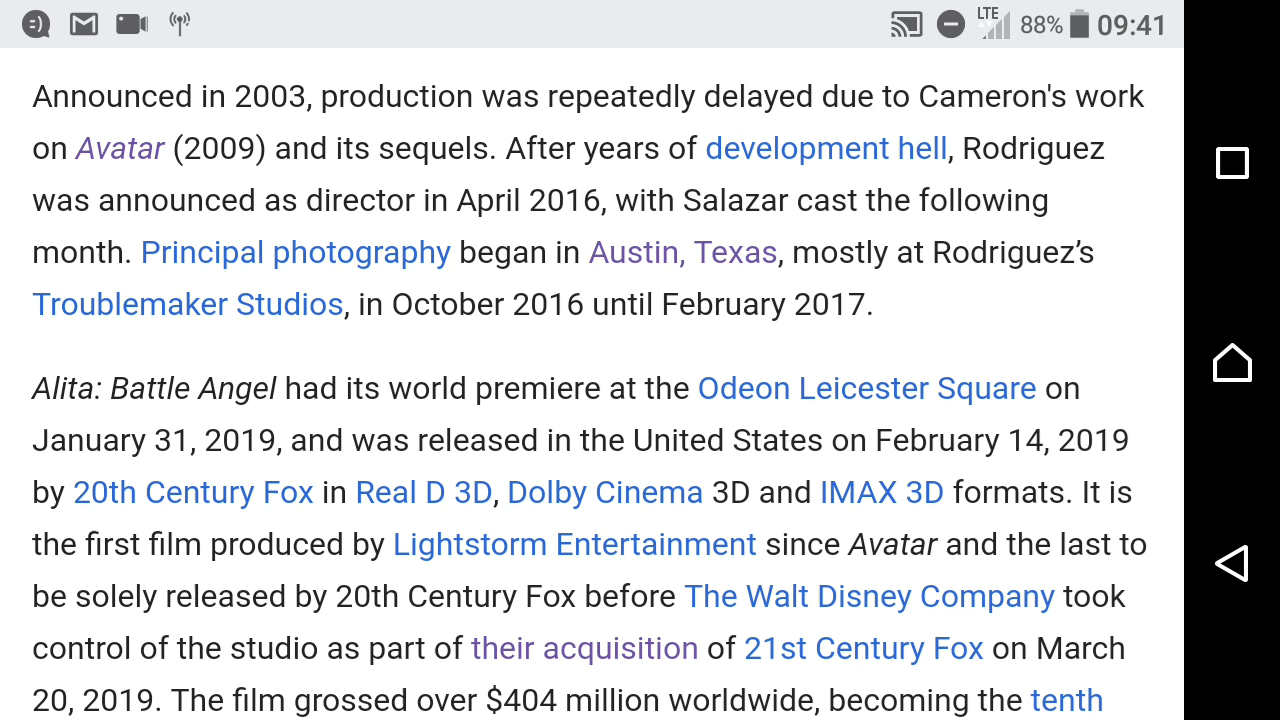 LTE 88% 09:41
Announced in 2003, production was repeatedly delayed due to Cameron's work
on Avatar (2009) and its sequels. After years of development hell, Rodriguez
was announced as director in April 2016, with Salazar cast the following
month. Principal photography began in Austin, Texas, mostly at Rodriguez’s
Troublemaker Studios, in October 2016 until February 2017.
Alita: Battle Angel had its world premiere at the Odeon Leicester Square on
January 31, 2019, and was released in the United States on February 14, 2019
by 20th Century Fox in Real D 3D, Dolby Cinema 3D and IMAX 3D formats. It is
the first film produced by Lightstorm Entertainment since Avatar and the last to
be solely released by 20th Century Fox before The Walt Disney Company took
control of the studio as part of their acquisition of 21st Century Fox on March
20, 2019. The film grossed over $404 million worldwide, becoming the tenth